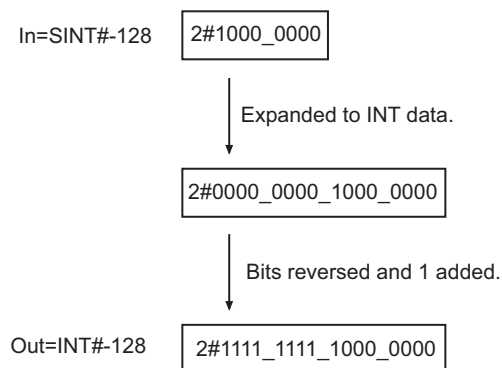 In=SINT#-128 2#1000_0000
Expanded to INT data.
2#0000_0000_1000_0000
Bits reversed and 1 added.
Out=INT#-128 2#1111_1111_1000_0000